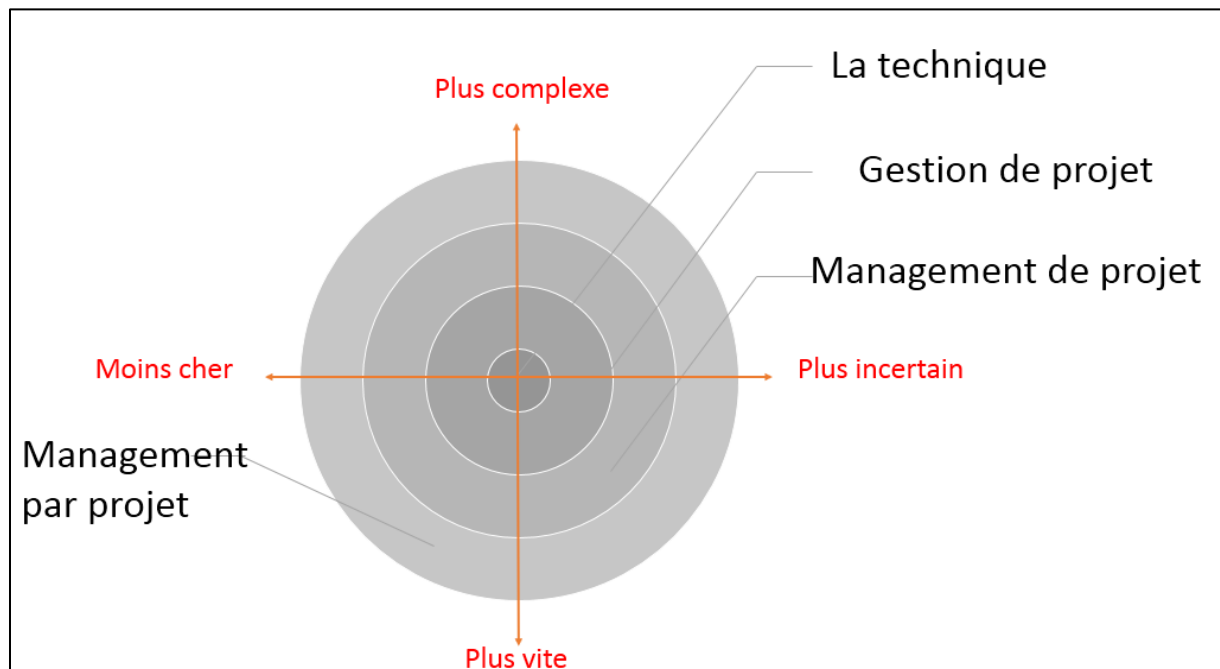 La technique
Plus complexe
Gestion de projet
Management de projet
Moins cher
Plus incertain
Management
par projet
Plus vite